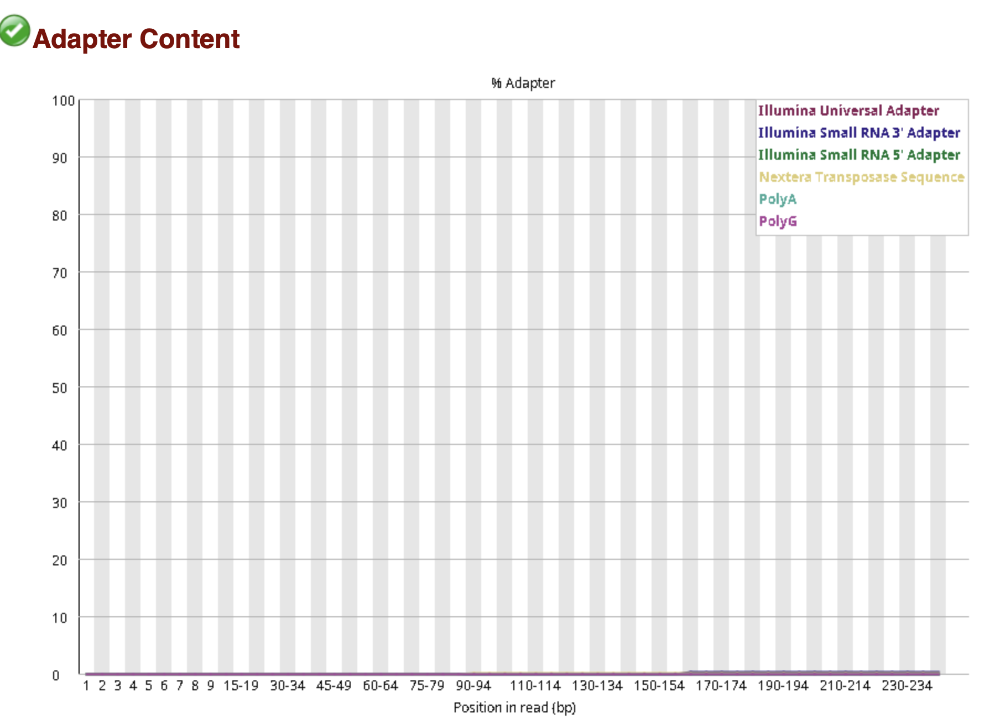 Adapter Content
% Adapter
100
90
80
70
60
50
40
30
20
10
0
Illumina Universal Adapter
Illumina Small RNA 3' Adapter
Illumina Small RNA 5' Adapter
Nextera Transposase Sequence
PolyA
PolyG
1 2 3 4 5 6 7 8 9 15-19 30-34 45-49 60-64 75-79 90-94 110-114 130-134 150-154 170-174 190-194 210-214 230-234
Position in read (bp)